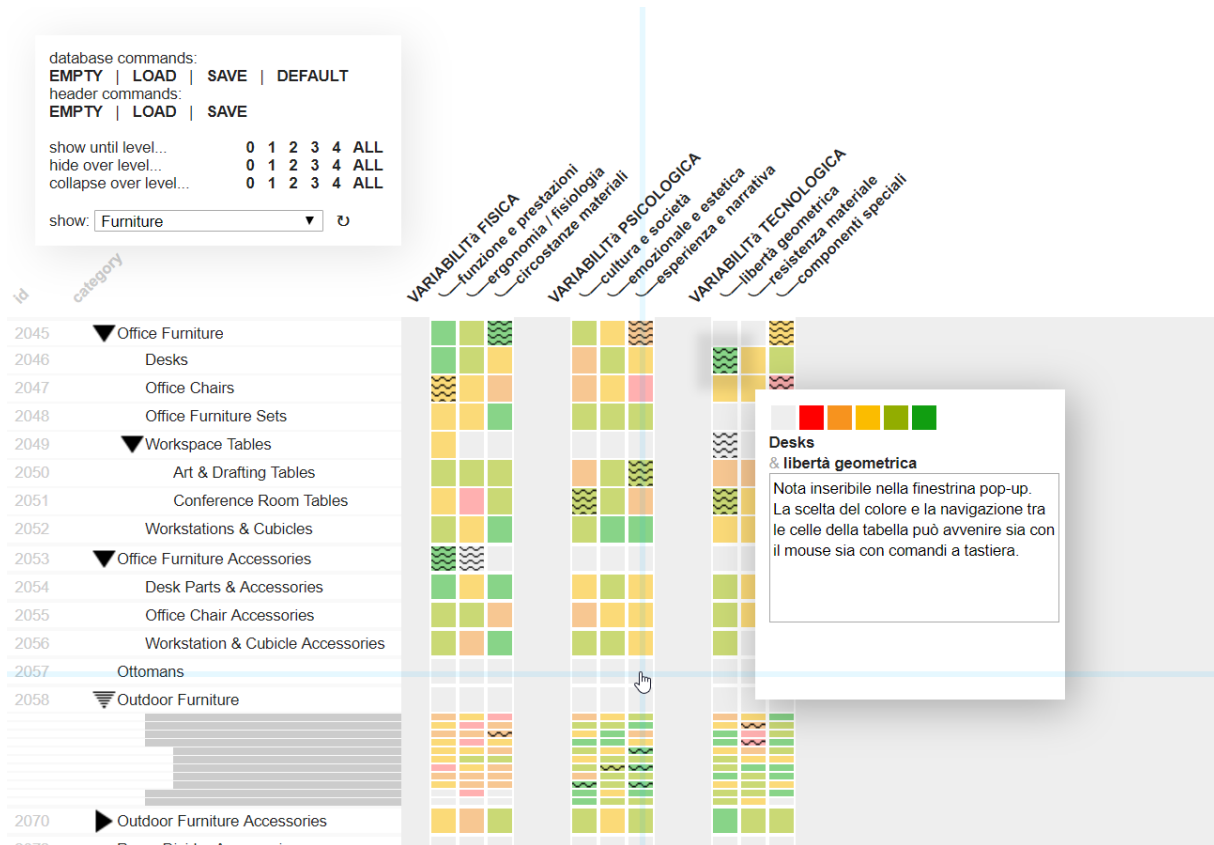 database commands:
EMPTY | LOAD | SAVE | DEFAULT
header commands:
EMPTY | LOAD | SAVE
show until level... 0 1 2 3 4 ALL
hide over level... 0 1 2 3 4 ALL
collapse over level... 0 1 2 3 4 ALL
show: Furniture ▼ ↻
id
category
VARIABILITà FISICA
funzione e prestazioni
ergonomia / fisiologia
circostanze materiali
VARIABILITà PSICOLOGICA
cultura e società
emozionale e estetica
esperienza e narrativa
VARIABILITà TECNOLOGICA
libertà geometrica
resistenza materiale
componenti speciali
2045 Office Furniture
2046 Desks
2047 Office Chairs
2048 Office Furniture Sets
2049 Workspace Tables
2050 Art & Drafting Tables
2051 Conference Room Tables
2052 Workstations & Cubicles
2053 Office Furniture Accessories
2054 Desk Parts & Accessories
2055 Office Chair Accessories
2056 Workstation & Cubicle Accessories
2057 Ottomans
2058 Outdoor Furniture
2070 Outdoor Furniture Accessories
Desks
& libertà geometrica
Nota inseribile nella finestrina pop-up.
La scelta del colore e la navigazione tra
le celle della tabella può avvenire sia con
il mouse sia con comandi a tastiera.